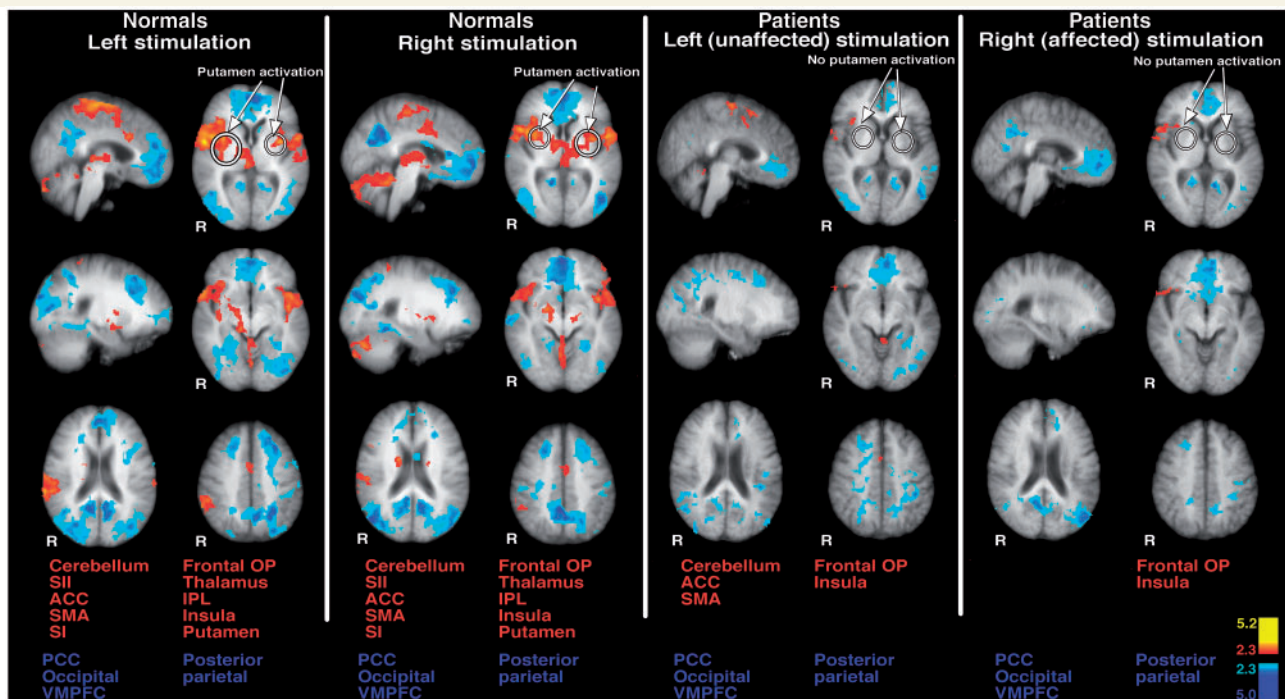 Normals
Left stimulation
Putamen activation
R
R
R
R
Cerebellum
SII
ACC
SMA
SI
Frontal OP
Thalamus
IPL
Insula
Putamen
PCC
Occipital
VMPFC
Posterior
parietal
Normals
Right stimulation
Putamen activation
R
R
R
R
Cerebellum
SII
ACC
SMA
SI
Frontal OP
Thalamus
IPL
Insula
Putamen
PCC
Occipital
VMPFC
Posterior
parietal
Patients
Left (unaffected) stimulation
No putamen activation
R
R
R
R
Cerebellum
ACC
SMA
Frontal OP
Insula
PCC
Occipital
VMPFC
Posterior
parietal
Patients
Right (affected) stimulation
No putamen activation
R
R
R
R
Frontal OP
Insula
PCC
Occipital
VMPFC
Posterior
parietal
5.2
2.3
2.3
5.0